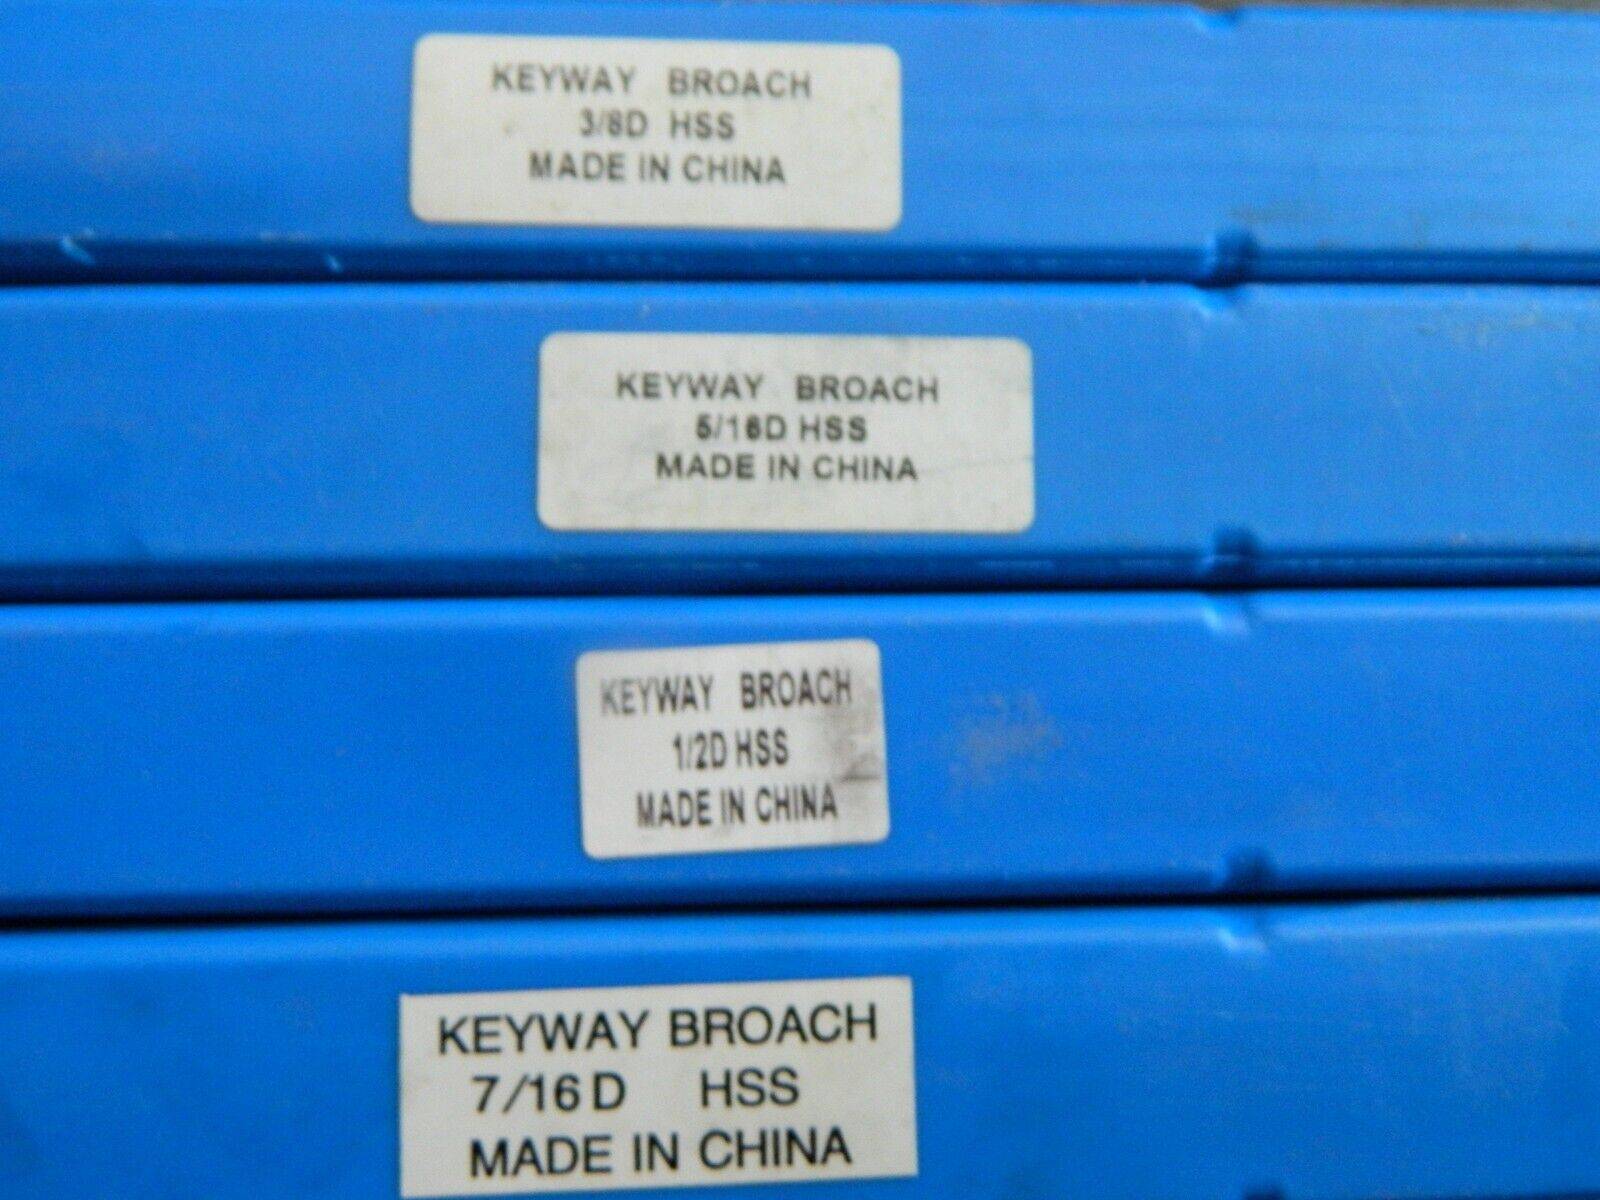 KEYWAY BROACH
3/8D HSS
MADE IN CHINA
KEYWAY BROACH
5/16D HSS
MADE IN CHINA
KEYWAY BROACH
1/2D HSS
MADE IN CHINA
KEYWAY BROACH
7/16 D HSS
MADE IN CHINA